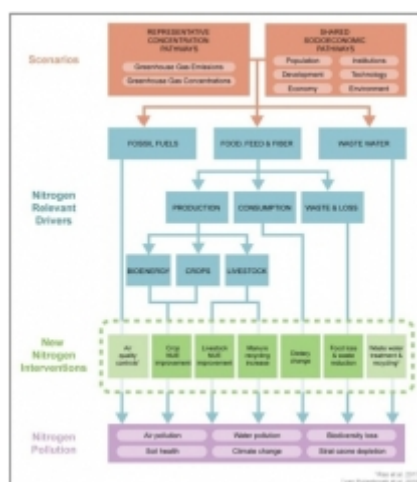 REPRESENTATIVE
CONCENTRATION
PATHWAYS
Greenhouse Gas Emissions
Greenhouse Gas Concentrations
SHARED
SOCIOECONOMIC
PATHWAYS
Population
Institutions
Development
Technology
Economy
Environment
Scenarios
FOSSIL FUELS
FOOD, FEED & FIBER
WASTE WATER
Nitrogen
Relevant
Drivers
PRODUCTION
CONSUMPTION
WASTE & LOSS
BIOENERGY
CROPS
LIVESTOCK
New
Nitrogen
Interventions
Air
quality
controls
Crop
NUE
improvement
Livestock
NUE
improvement
Manure
recycling
increase
Dietary
change
Food loss
& waste
reduction
Waste water
treatment &
recycling
Nitrogen
Pollution
Air pollution
Water pollution
Biodiversity loss
Soil health
Climate change
Strat ozone depletion